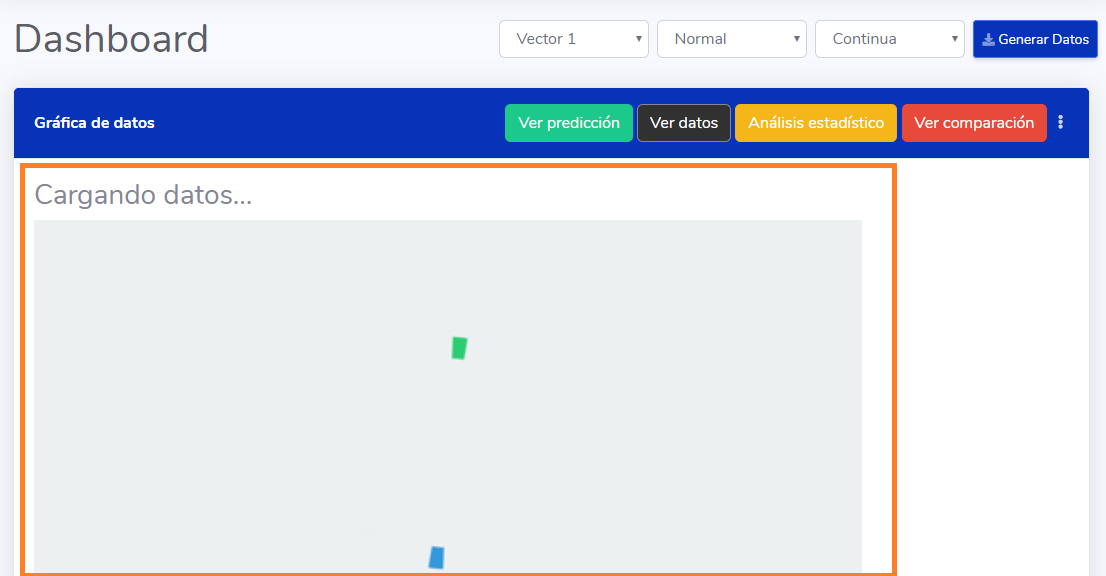 Dashboard
Vector 1
Normal
Continua
Generar Datos
Gráfica de datos
Ver predicción
Ver datos
Análisis estadístico
Ver comparación
Cargando datos...